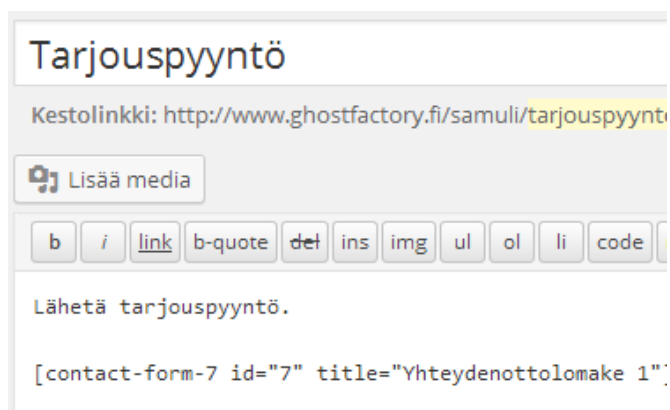 Tarjouspyyntö
Kestolinkki: http://www.ghostfactory.fi/samuli/tarjouspyynt
Lisää media
b i link b-quote del ins img ul ol li code
Lähetä tarjouspyyntö.
[contact-form-7 id="7" title="Yhteydenottolomake 1"]